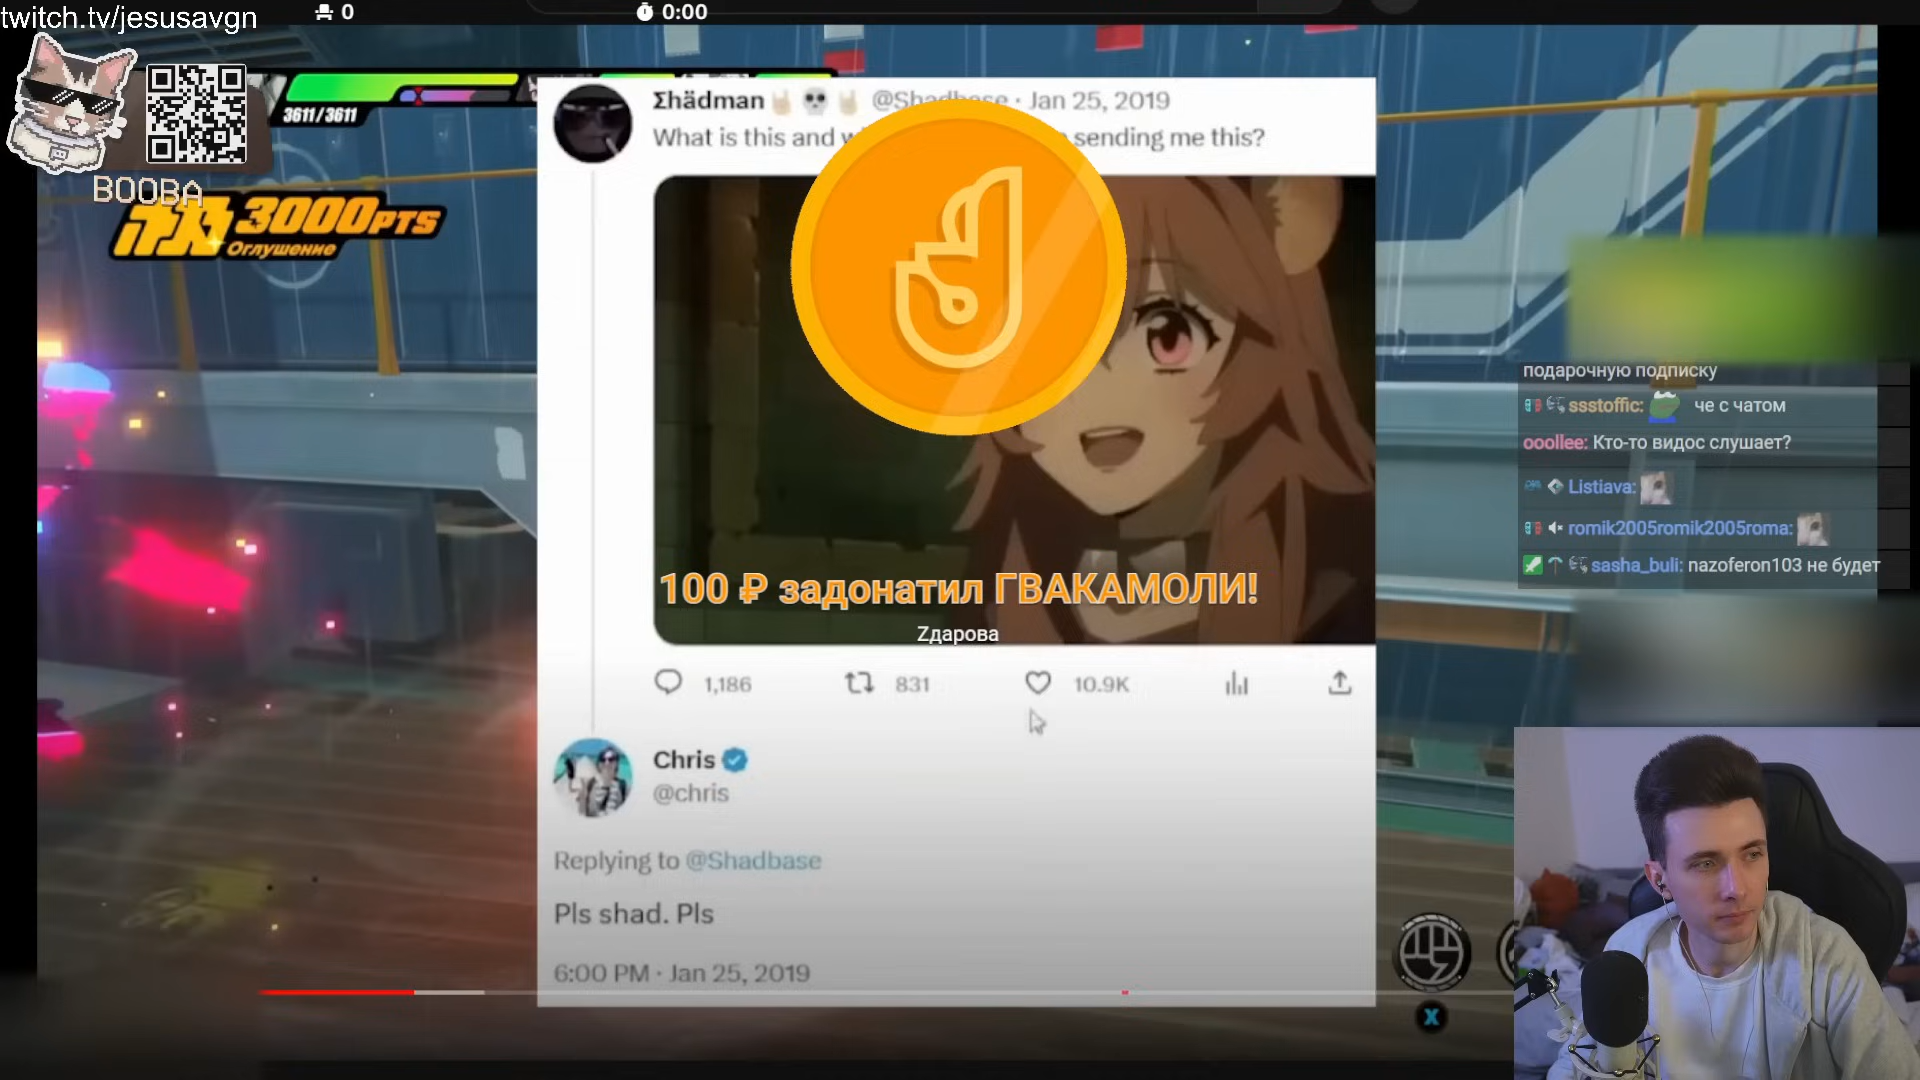 twitch.tv/jesusavgn
0
0:00
3611/3611
BOOBA
3000PTS
Оглушение
Σhädman @Shadbase · Jan 25, 2019
What is this and w sending me this?
100 ₽ задонатил ГВАКАМОЛИ!
Zдарова
1,186 831 10.9K
Chris
@chris
Replying to @Shadbase
Pls shad. Pls
6:00 PM · Jan 25, 2019
X
подарочную подписку
ssstoffic: че с чатом
ooollee: Кто-то видос слушает?
Listiava:
romik2005romik2005roma:
sasha_buli: nazoferon103 не будет